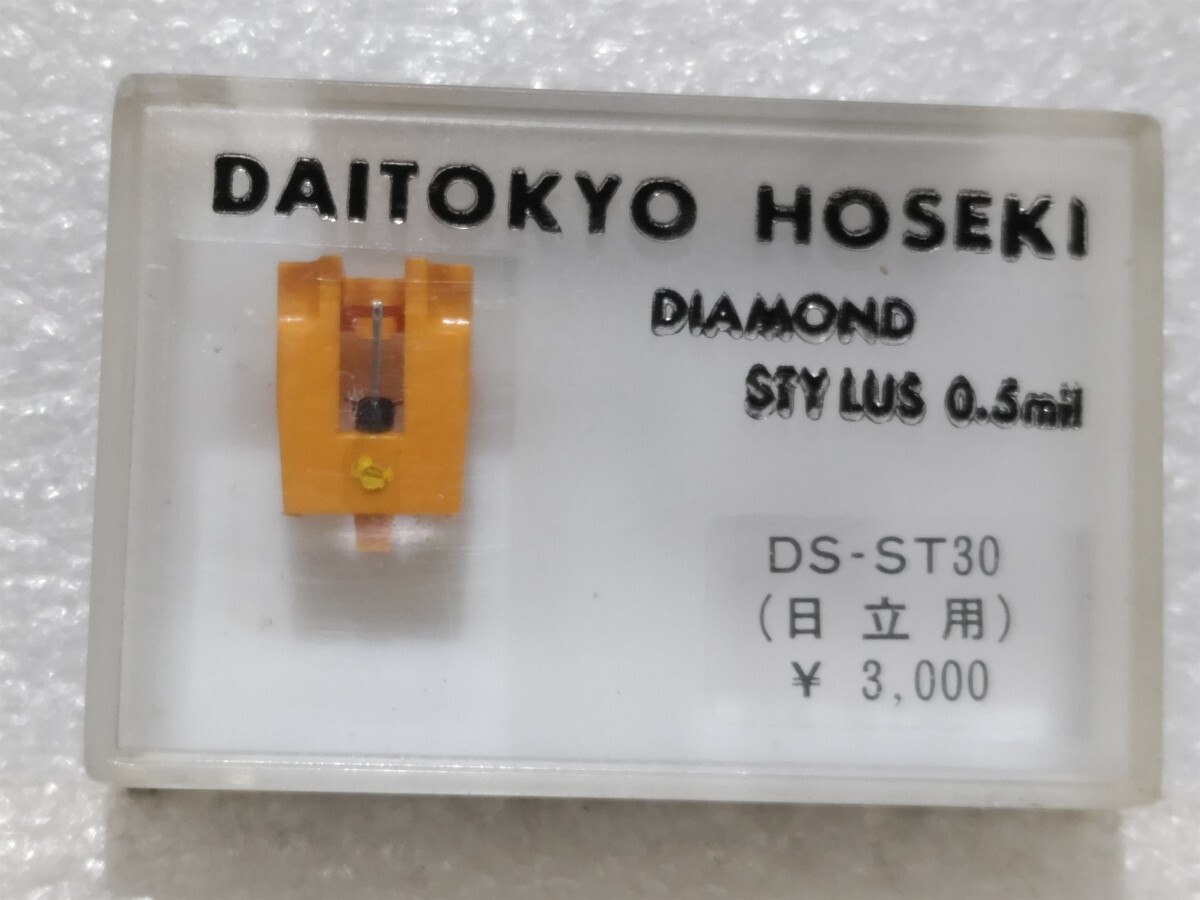 DAITOKYO HOSEKI
DIAMOND
STYLUS 0.5mil
DS-ST30
(日立用)
¥ 3,000